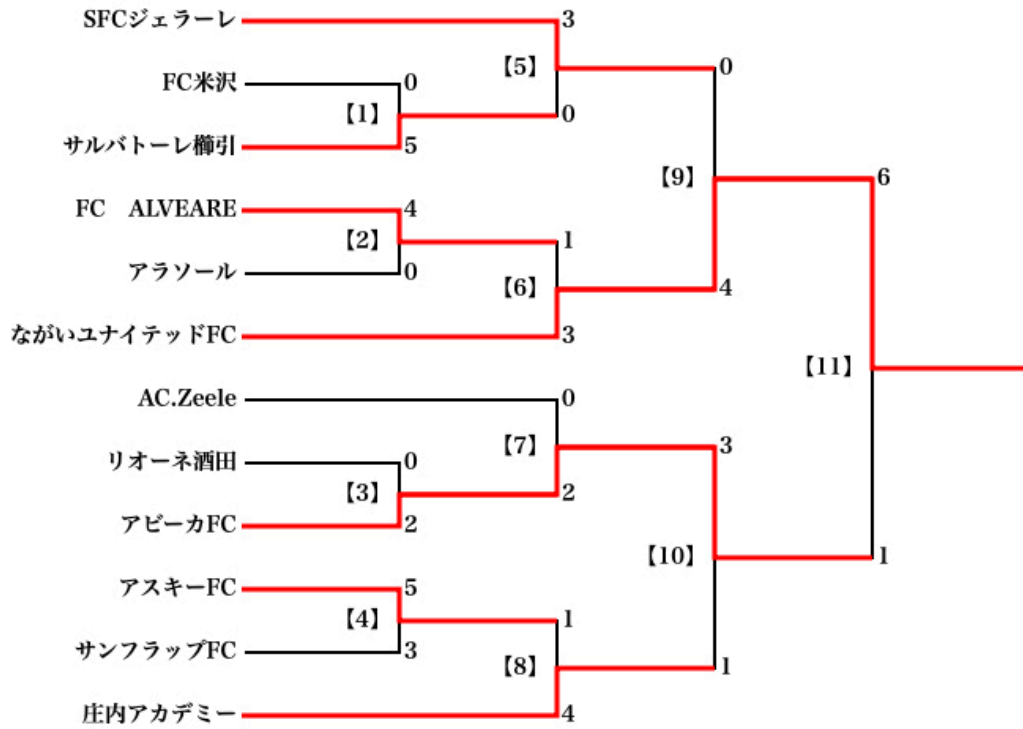 SFCジェラーレ
3
【5】
0
FC米沢
0
【1】
0
サルバトーレ櫛引
5
【9】
6
FC　ALVEARE
4
【2】
1
アラソール
0
【6】
4
ながいユナイテッドFC
3
【11】
AC.Zeele
0
【7】
3
リオーネ酒田
0
【3】
2
アビーカFC
2
【10】
1
アスキーFC
5
【4】
1
サンフラップFC
3
【8】
1
庄内アカデミー
4